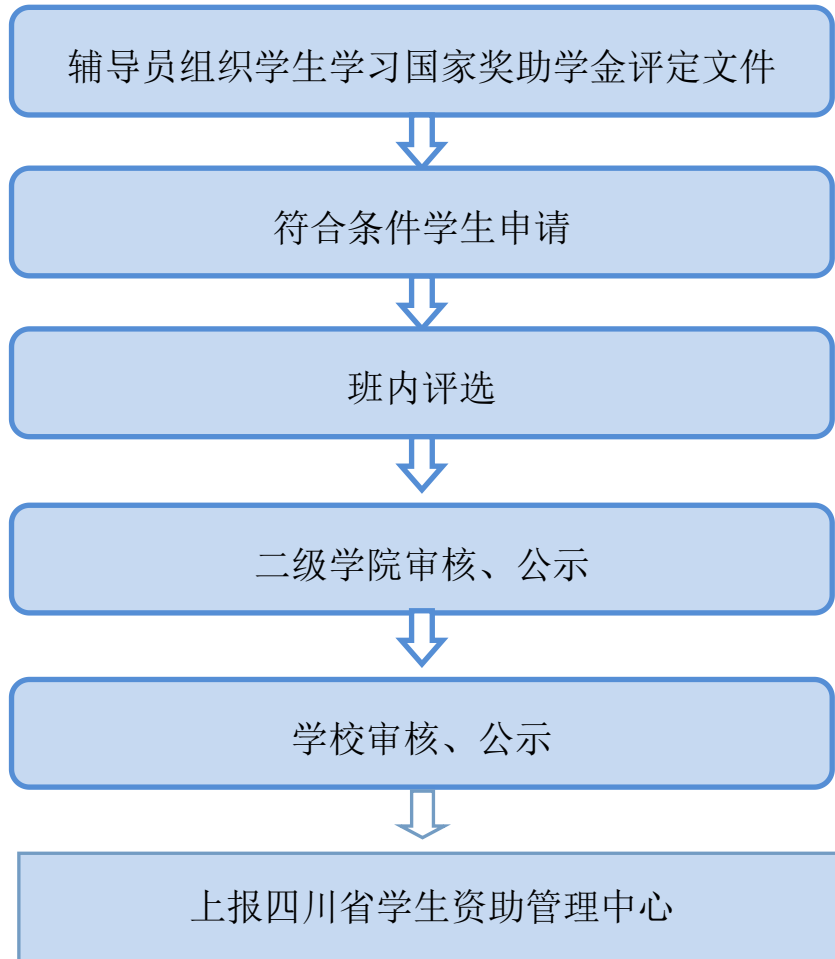 辅导员组织学生学习国家奖助学金评定文件
符合条件学生申请
班内评选
二级学院审核、公示
学校审核、公示
上报四川省学生资助管理中心